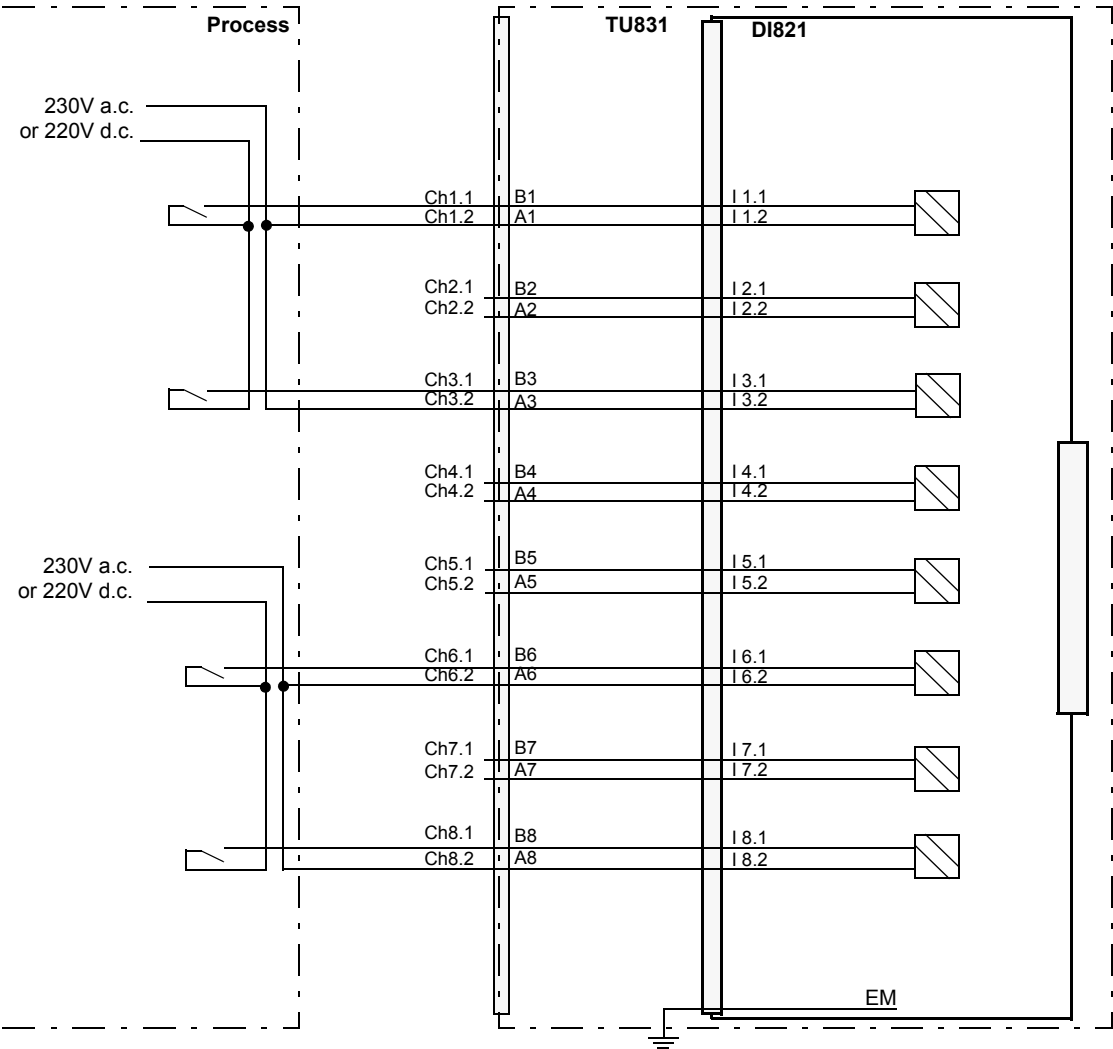 Process TU831 DI821
230V a.c.
or 220V d.c.
Ch1.1 B1 I 1.1
Ch1.2 A1 I 1.2
Ch2.1 B2 I 2.1
Ch2.2 A2 I 2.2
Ch3.1 B3 I 3.1
Ch3.2 A3 I 3.2
Ch4.1 B4 I 4.1
Ch4.2 A4 I 4.2
230V a.c.
or 220V d.c.
Ch5.1 B5 I 5.1
Ch5.2 A5 I 5.2
Ch6.1 B6 I 6.1
Ch6.2 A6 I 6.2
Ch7.1 B7 I 7.1
Ch7.2 A7 I 7.2
Ch8.1 B8 I 8.1
Ch8.2 A8 I 8.2
EM